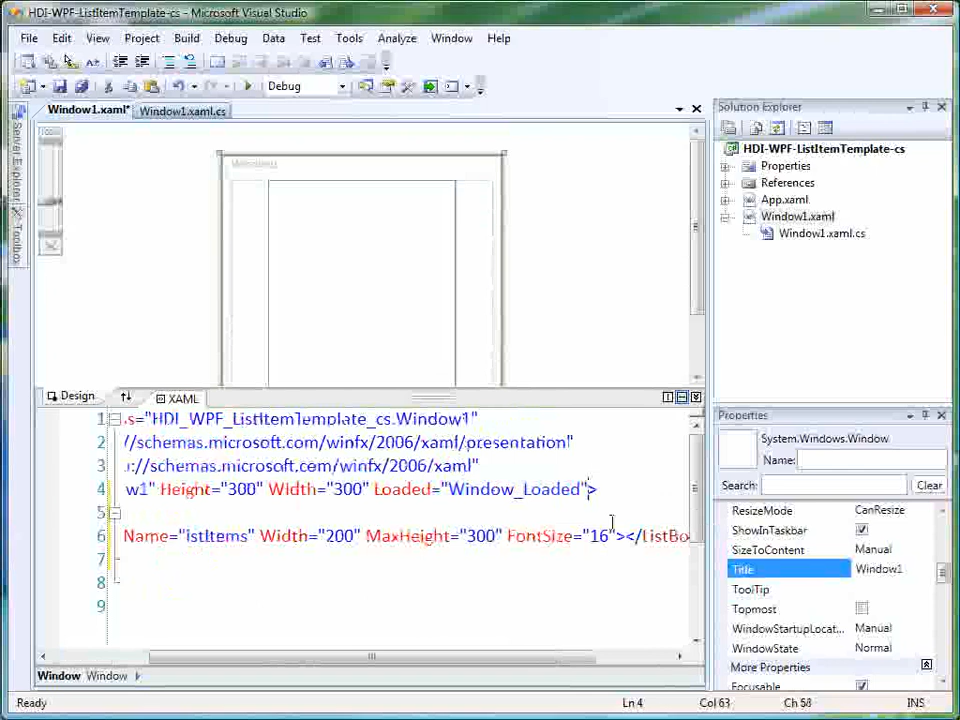 HDI-WPF-ListItemTemplate-cs - Microsoft Visual Studio
File Edit View Project Build Debug Data Test Tools Analyze Window Help
Debug
Window1.xaml* Window1.xaml.cs
Server Explorer
Toolbox
Design XAML
1 s="HDI_WPF_ListItemTemplate_cs.Window1"
2 //schemas.microsoft.com/winfx/2006/xaml/presentation"
3 ://schemas.microsoft.com/winfx/2006/xaml"
4 w1" Height="300" Width="300" Loaded="Window_Loaded">
5
6 Name="istItems" Width="200" MaxHeight="300" FontSize="16"></ListBo
7
8
9
Window Window
Solution Explorer
HDI-WPF-ListItemTemplate-cs
Properties
References
App.xaml
Window1.xaml
Window1.xaml.cs
Properties
System.Windows.Window
Name:
Search: Clear
ResizeMode CanResize
ShowInTaskbar
SizeToContent Manual
Title Window1
ToolTip
Topmost
WindowStartupLocat... Manual
WindowState Normal
More Properties
Focusable
Ready Ln 4 Col 63 Ch 58 INS